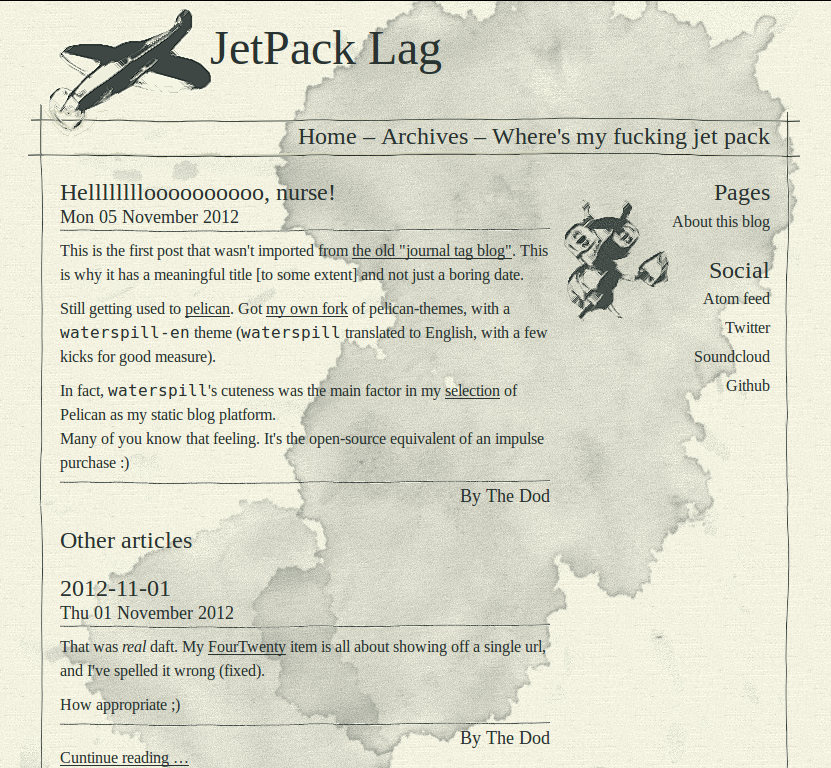 JetPack Lag
Home – Archives – Where's my fucking jet pack
Helllllllloooooooooo, nurse!
Mon 05 November 2012
This is the first post that wasn't imported from the old "journal tag blog". This
is why it has a meaningful title [to some extent] and not just a boring date.
Still getting used to pelican. Got my own fork of pelican-themes, with a
waterspill-en theme (waterspill translated to English, with a few
kicks for good measure).
In fact, waterspill's cuteness was the main factor in my selection of
Pelican as my static blog platform.
Many of you know that feeling. It's the open-source equivalent of an impulse
purchase :)
By The Dod
Other articles
2012-11-01
Thu 01 November 2012
That was real daft. My FourTwenty item is all about showing off a single url,
and I've spelled it wrong (fixed).
How appropriate ;)
By The Dod
Cuntinue reading …
Pages
About this blog
Social
Atom feed
Twitter
Soundcloud
Github